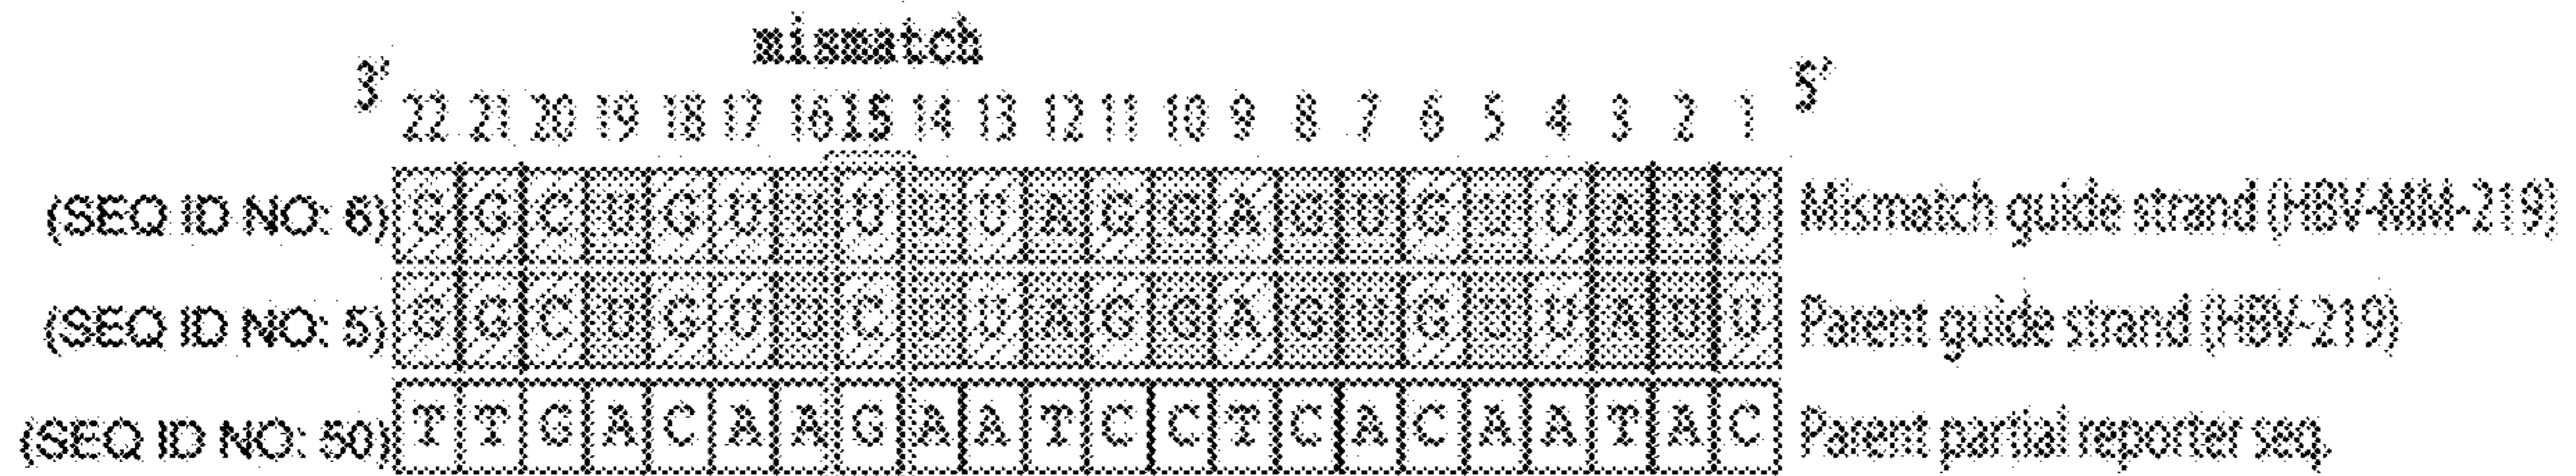 mismatch
3' 22 21 20 19 18 17 16 15 14 13 12 11 10 9 8 7 6 5 4 3 2 1 5'
(SEQ ID NO: 6) G G C U G U U U U U A G G A G U G U U A U U Mismatch guide strand (HBV-MM-219)
(SEQ ID NO: 5) G G C U G U U C U U A G G A G U G U U A U U Parent guide strand (HBV-219)
(SEQ ID NO: 50) T T G A C A A G A A T C C T C A C A A T A C Parent partial reporter seq.